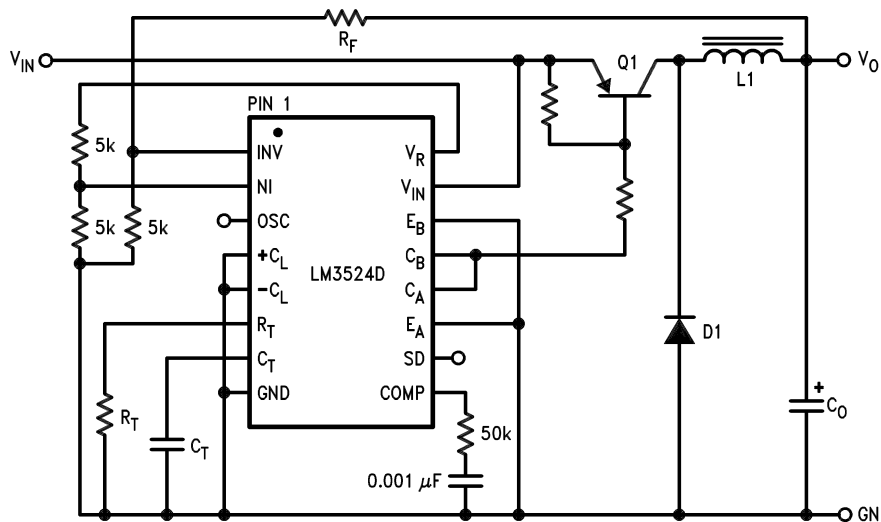 R_F
V_IN
Q1
L1
V_O
PIN 1
5k
INV
V_R
NI
V_IN
5k
5k
OSC
E_B
+C_L
LM3524D
C_B
−C_L
C_A
R_T
E_A
D1
C_T
SD
GND
COMP
R_T
C_T
50k
+
C_O
0.001 μF
GN